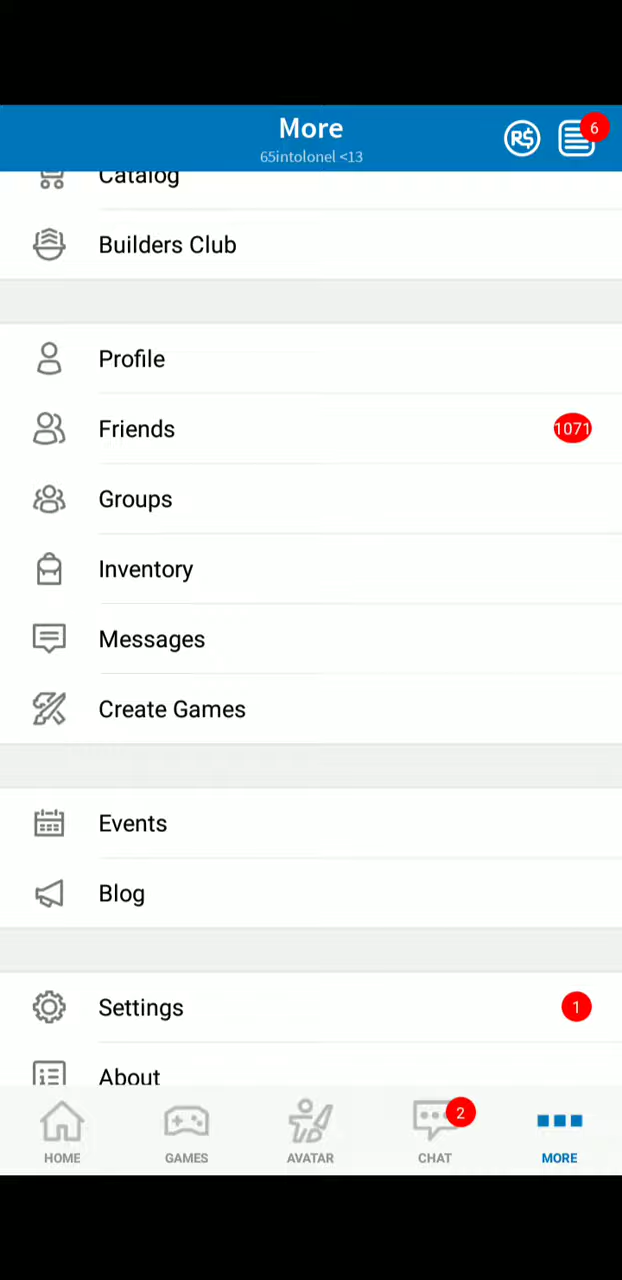 More
65intolonel <13
R$
6
Catalog
Builders Club
Profile
Friends
1071
Groups
Inventory
Messages
Create Games
Events
Blog
Settings
1
About
2
HOME
GAMES
AVATAR
CHAT
MORE